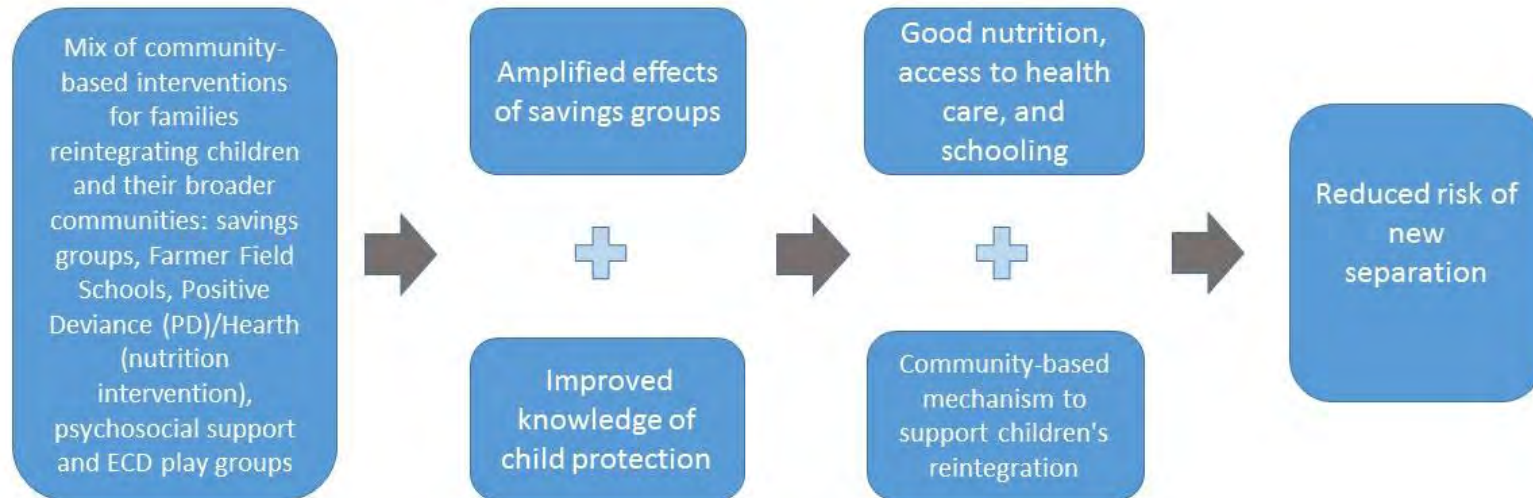 Mix of community-
based interventions
for families
reintegrating children
and their broader
communities: savings
groups, Farmer Field
Schools, Positive
Deviance (PD)/Hearth
(nutrition
intervention),
psychosocial support
and ECD play groups
Amplified effects
of savings groups
Improved
knowledge of
child protection
Good nutrition,
access to health
care, and
schooling
Community-based
mechanism to
support children's
reintegration
Reduced risk of
new
separation